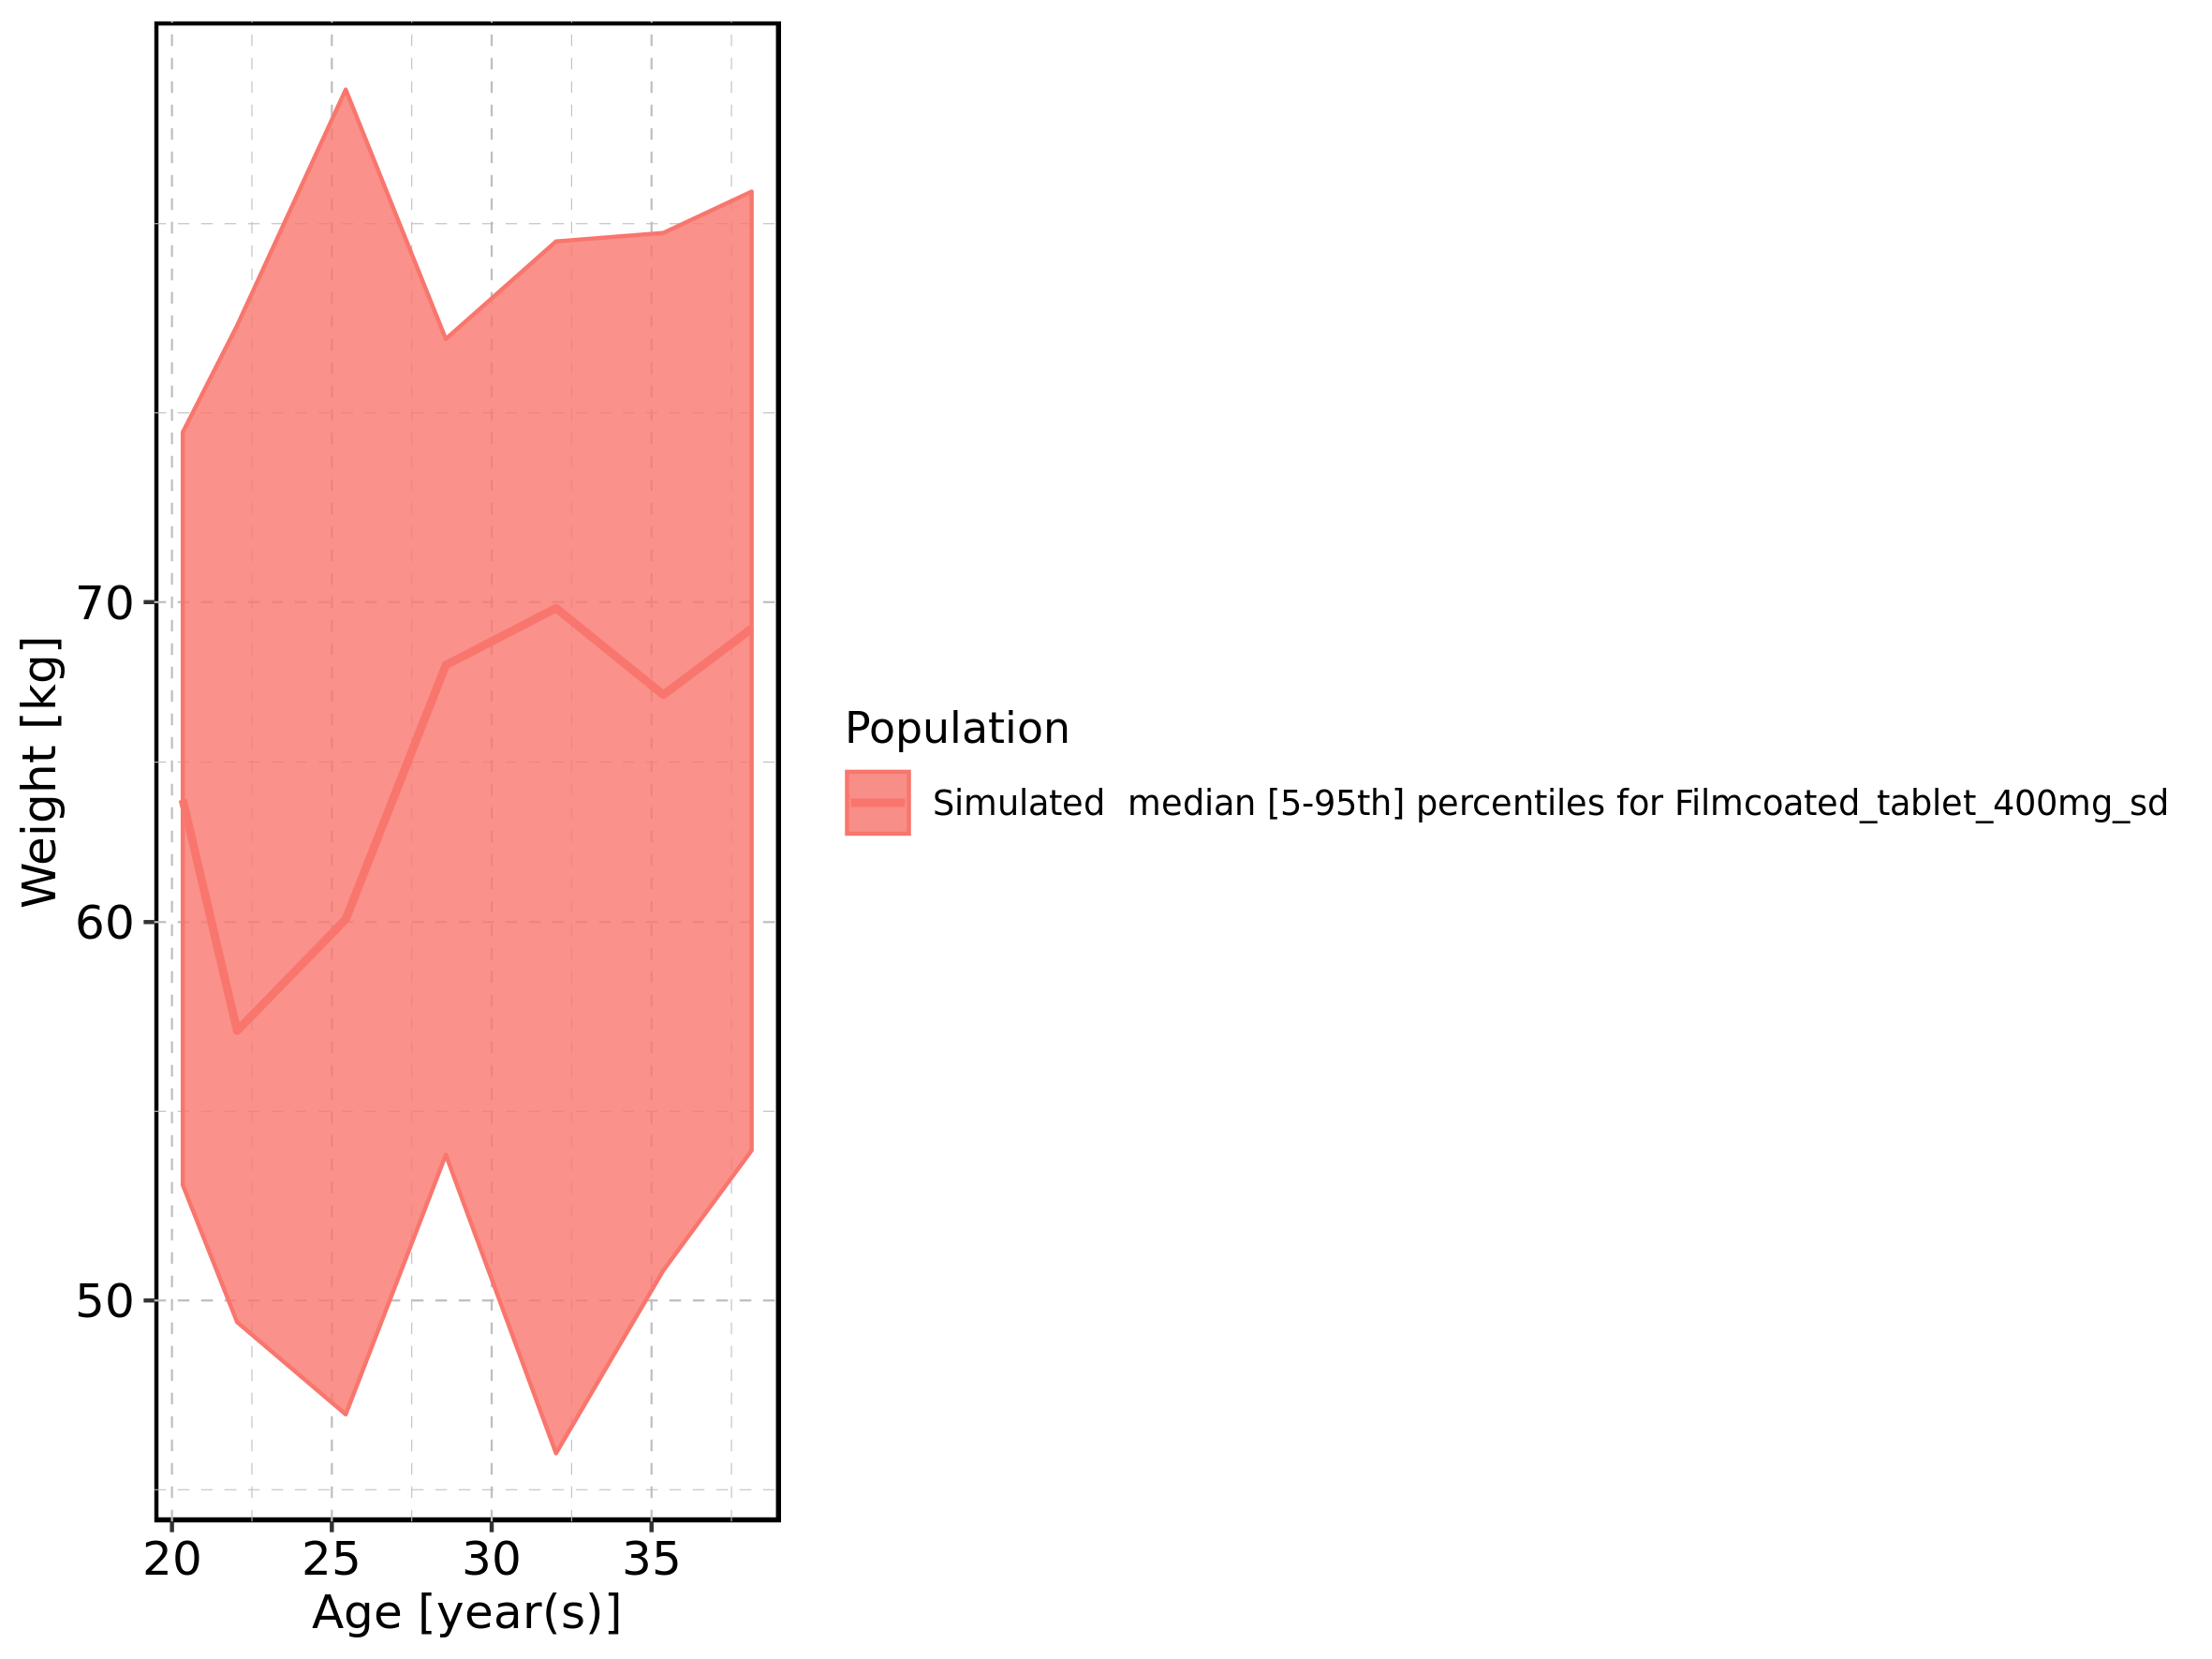 Weight [kg]
70
60
50
20 25 30 35
Age [year(s)]
Population
Simulated  median [5-95th] percentiles for Filmcoated_tablet_400mg_sd